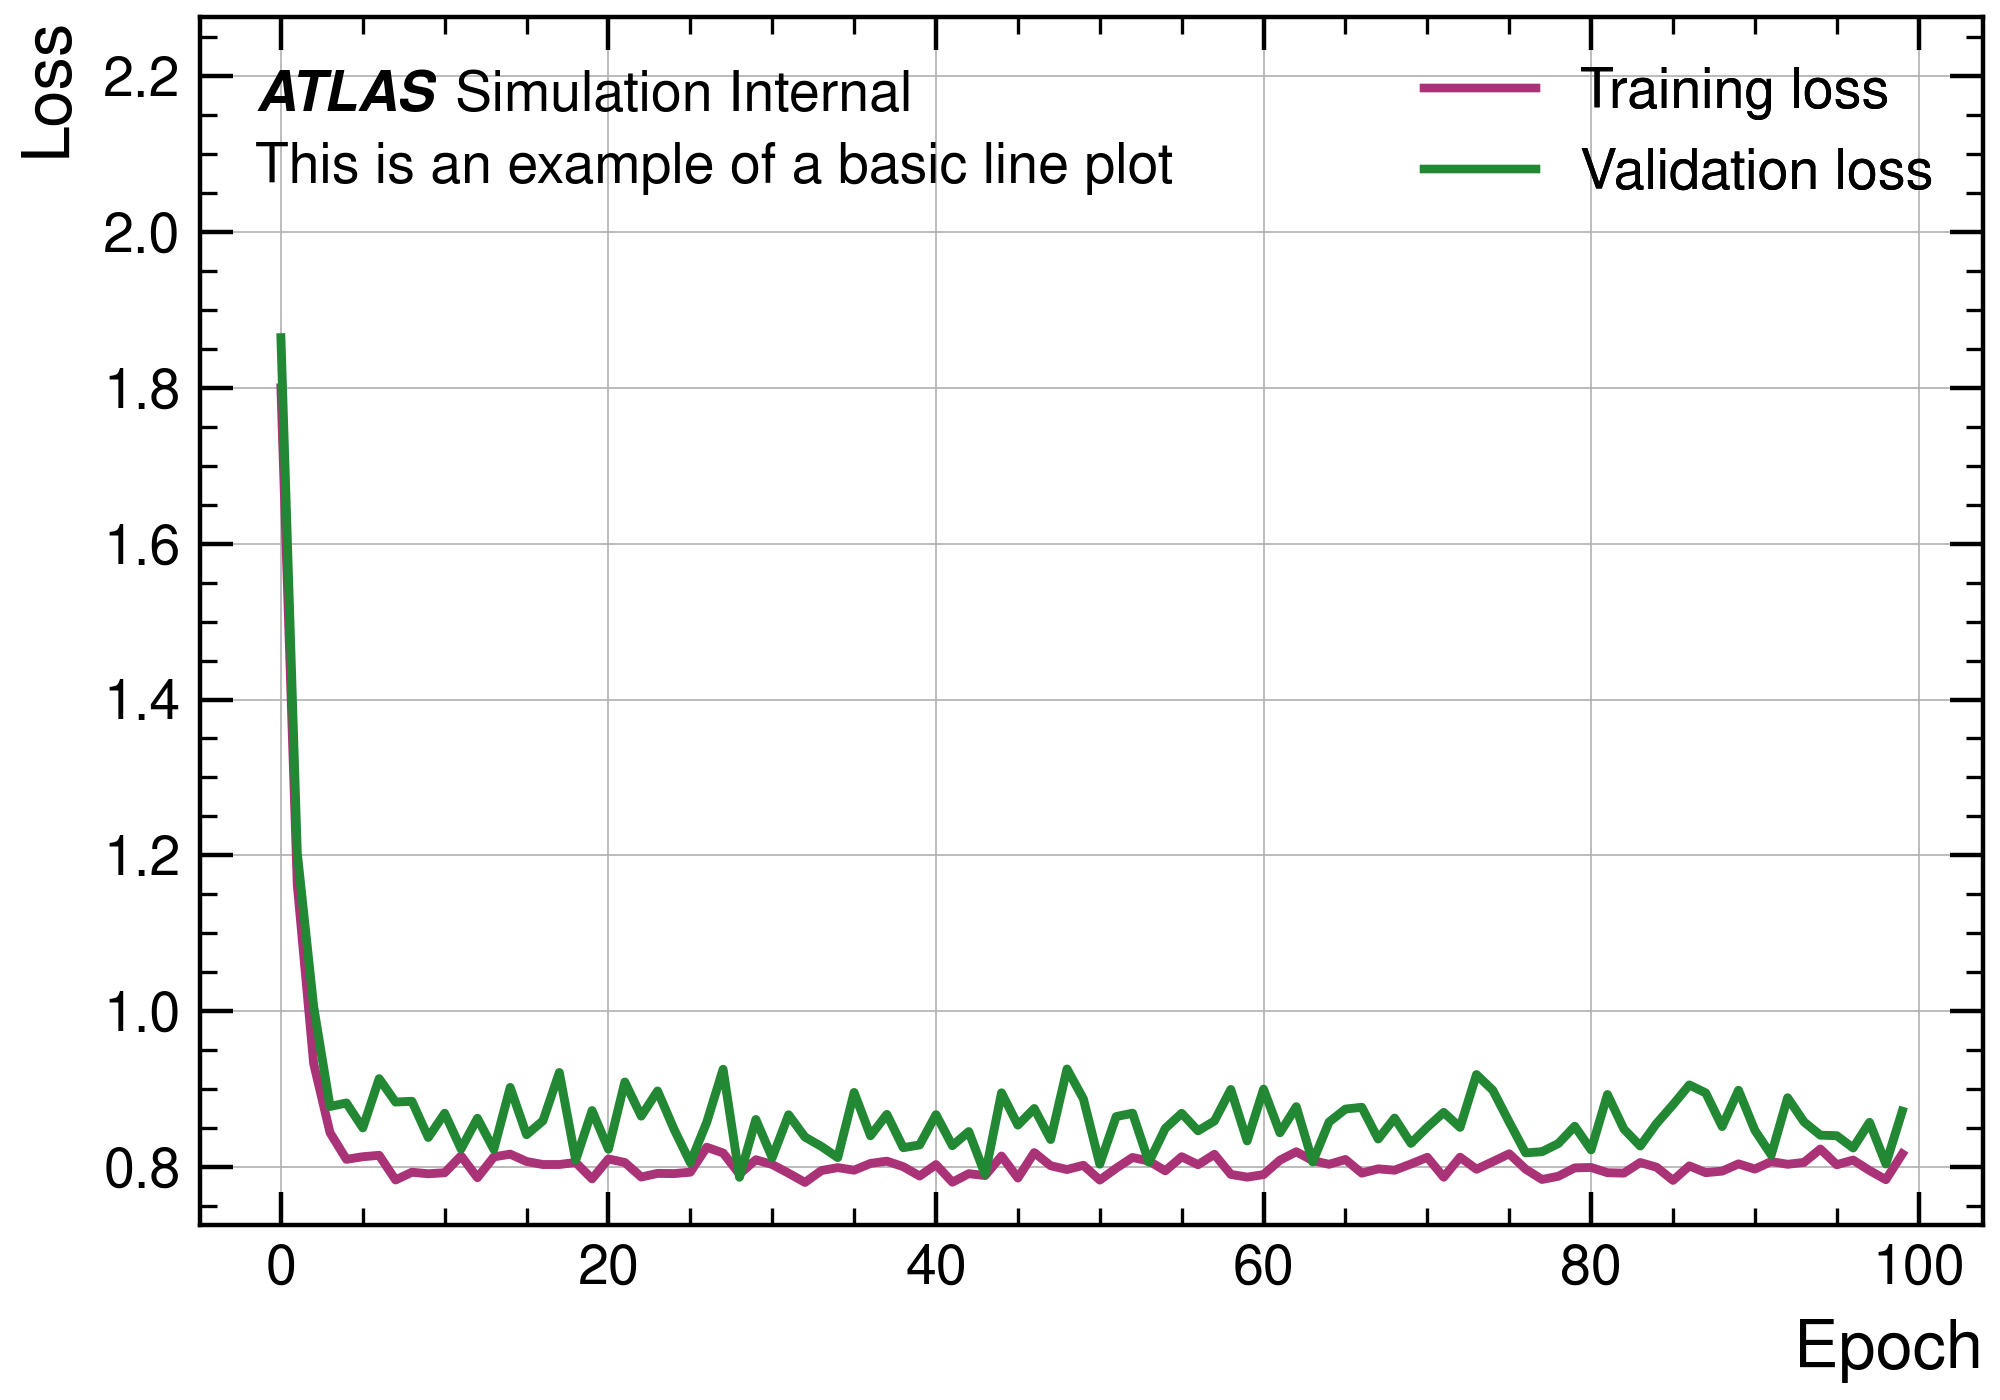 Loss
2.2
2.0
1.8
1.6
1.4
1.2
1.0
0.8
ATLAS Simulation Internal
This is an example of a basic line plot
Training loss
Validation loss
0 20 40 60 80 100
Epoch